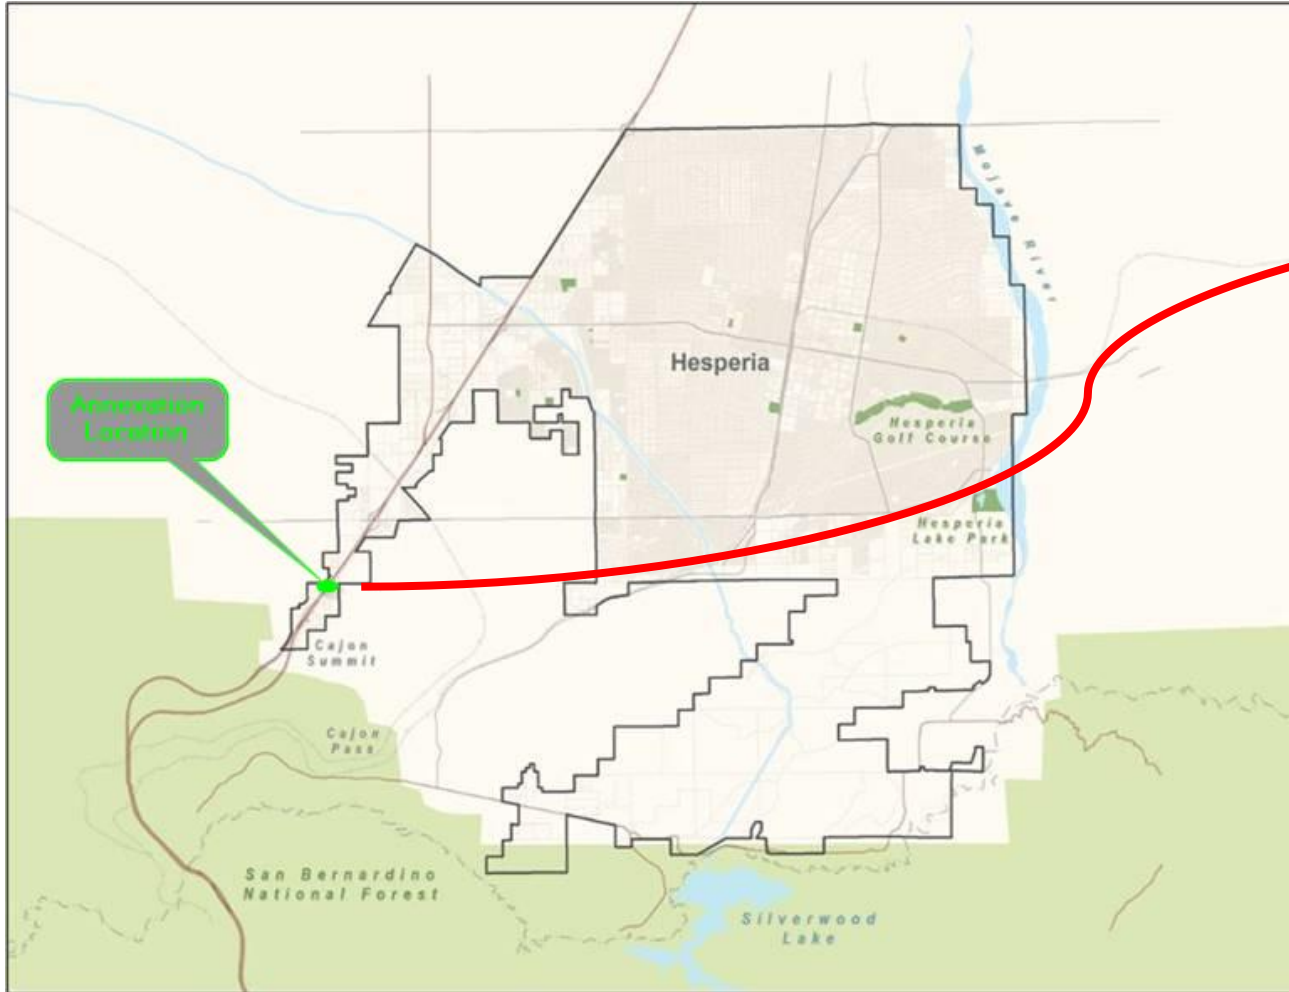 Mojave River
Hesperia
Annexation
Location
Hesperia
Golf Course
Hesperia
Lake Park
Cajon
Summit
Cajon
Pass
San Bernardino
National Forest
Silverwood
Lake